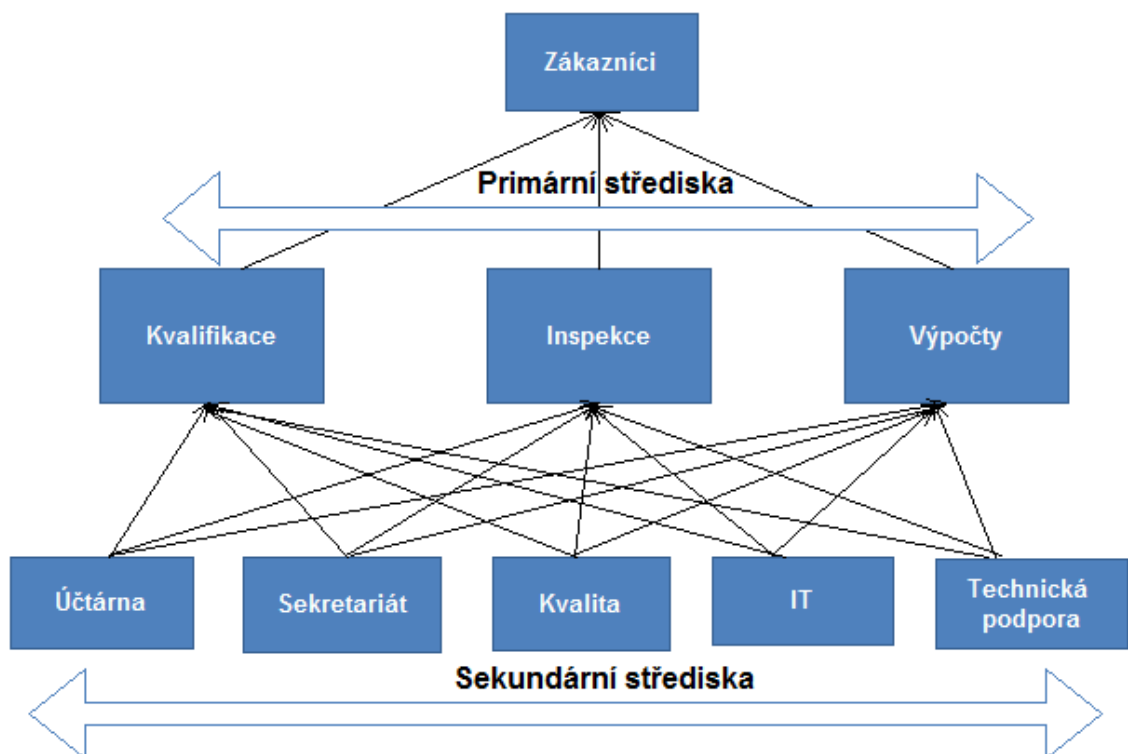 Zákazníci
Primární střediska
Kvalifikace
Inspekce
Výpočty
Účtárna
Sekretariát
Kvalita
IT
Technická
podpora
Sekundární střediska